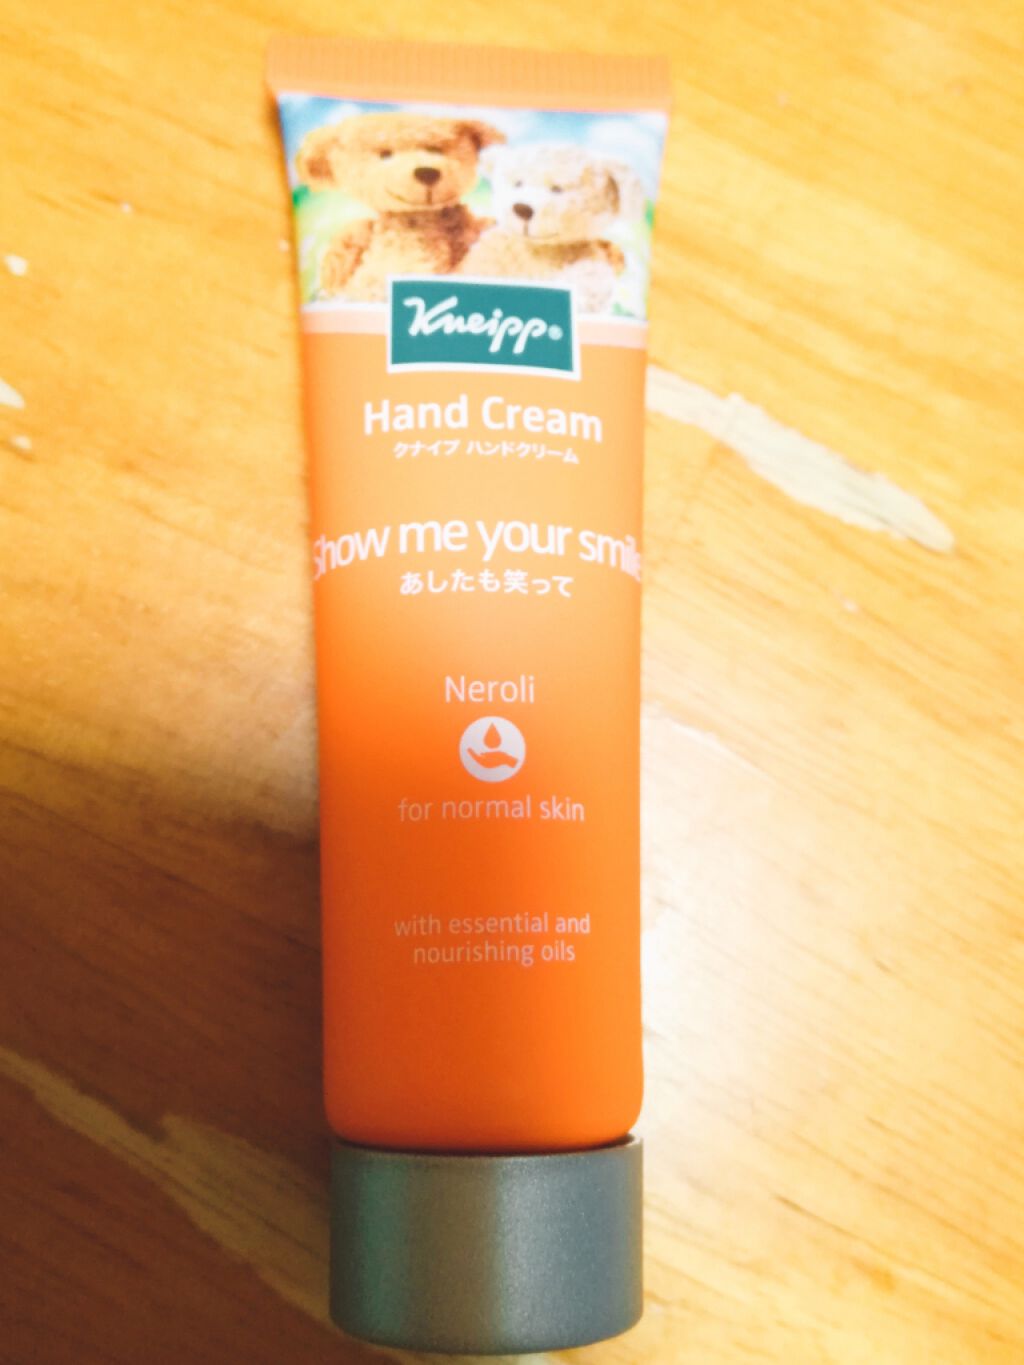 Kneipp®
Hand Cream
クナイプ ハンドクリーム
show me your smile
あしたも笑って
Neroli
for normal skin
with essential and
nourishing oils